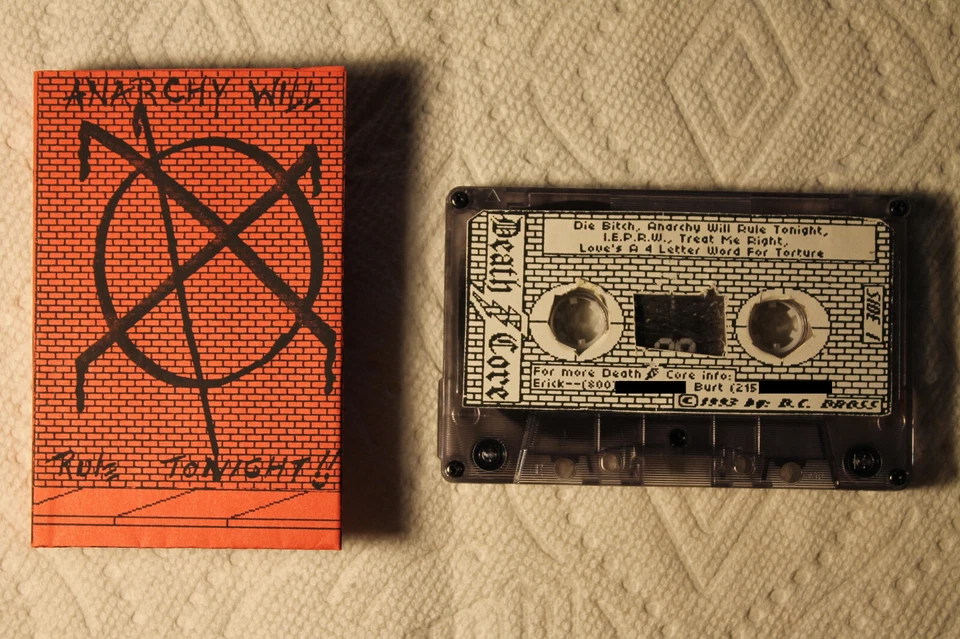 ANARCHY WILL
RULE TONIGHT!!
Death N Core
Die Bitch, Anarchy Will Rule Tonight,
I.E.P.R.W., Treat Me Right,
Love's A 4 Letter Word For Torture
SIDE 1
For more Death N Core info:
Erick--(800) Burt (215
©1993 by: B.C. BROSS